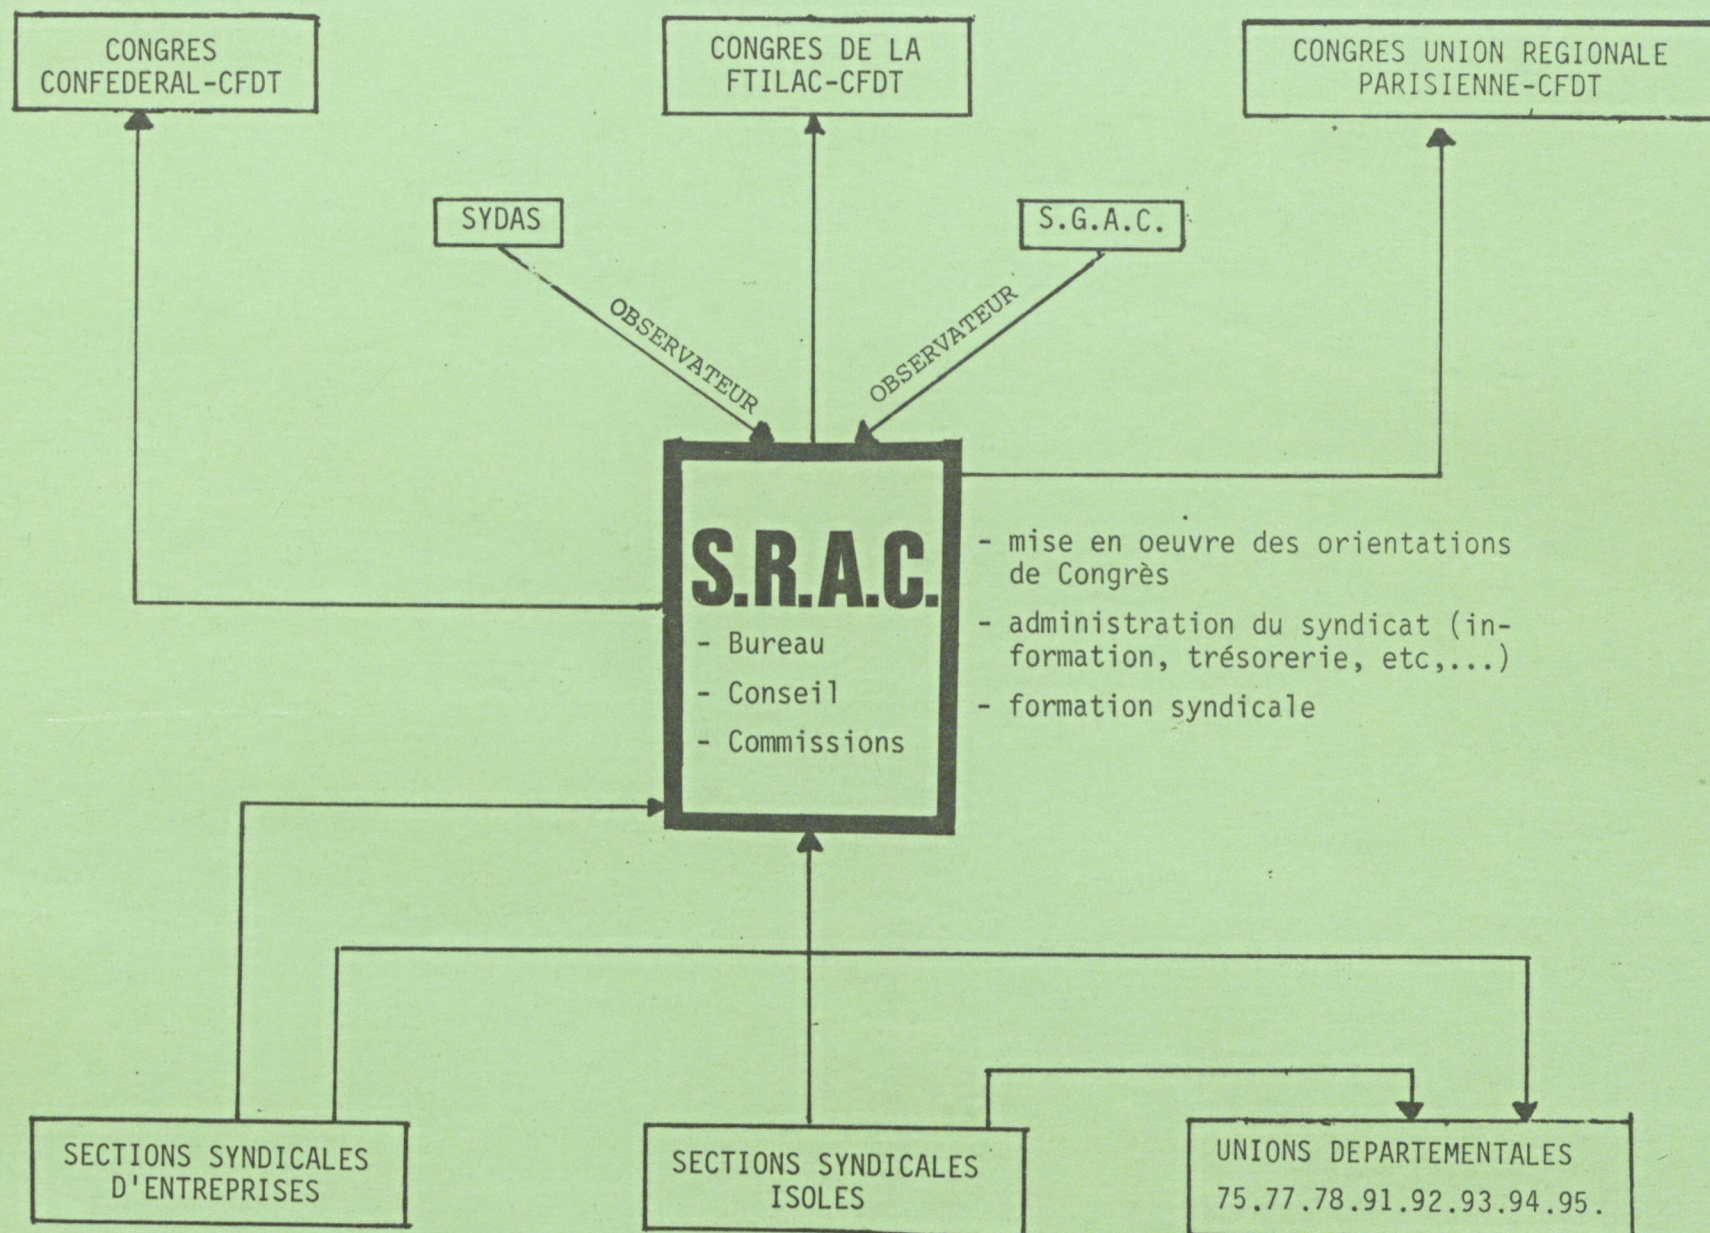 CONGRES
CONFEDERAL-CFDT
CONGRES DE LA
FTILAC-CFDT
CONGRES UNION REGIONALE
PARISIENNE-CFDT
SYDAS
S.G.A.C.
OBSERVATEUR
OBSERVATEUR
S.R.A.C.
- Bureau
- Conseil
- Commissions
- mise en oeuvre des orientations
de Congrès
- administration du syndicat (in-
formation, trésorerie, etc,...)
- formation syndicale
SECTIONS SYNDICALES
D'ENTREPRISES
SECTIONS SYNDICALES
ISOLES
UNIONS DEPARTEMENTALES
75.77.78.91.92.93.94.95.